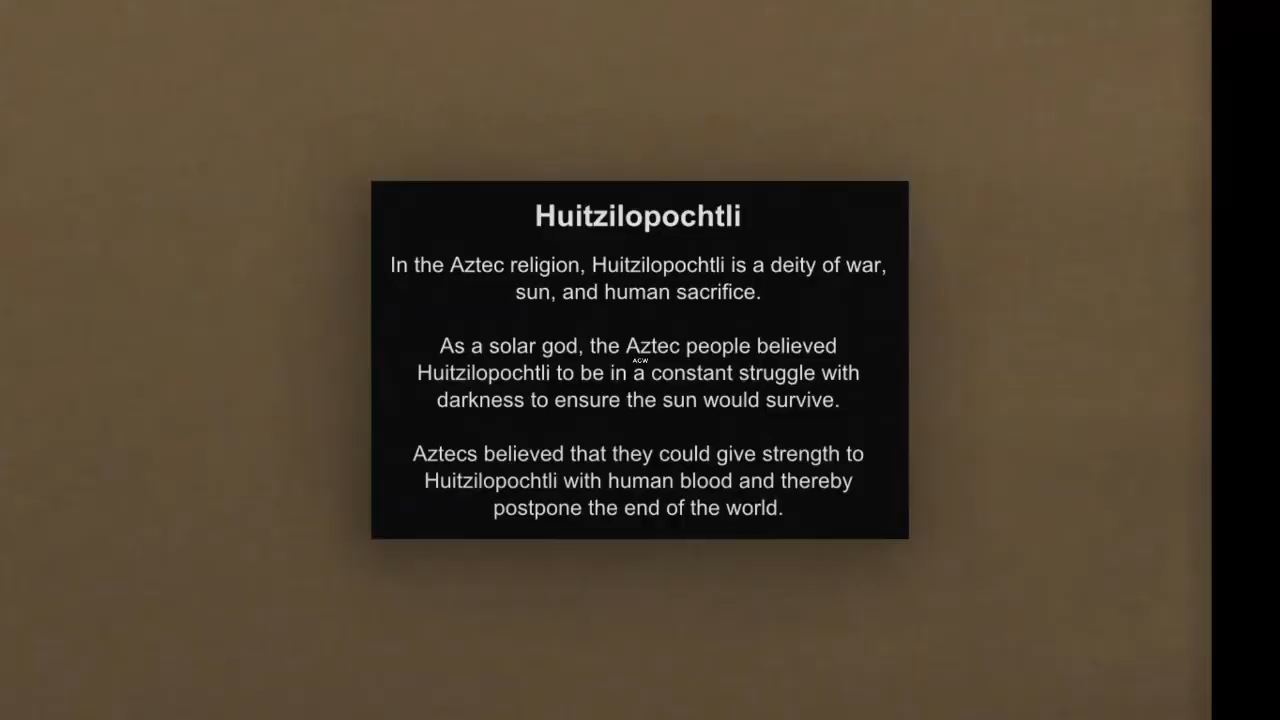 Huitzilopochtli
In the Aztec religion, Huitzilopochtli is a deity of war,
sun, and human sacrifice.
As a solar god, the Aztec people believed
ACW
Huitzilopochtli to be in a constant struggle with
darkness to ensure the sun would survive.
Aztecs believed that they could give strength to
Huitzilopochtli with human blood and thereby
postpone the end of the world.